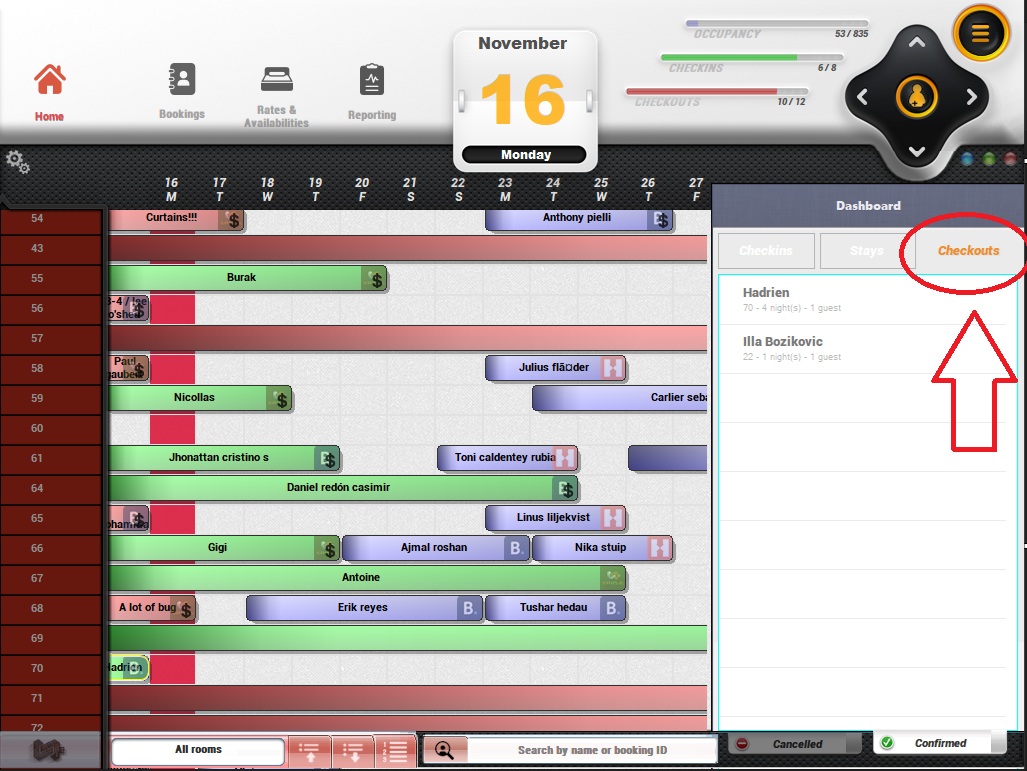 November
16
Monday
OCCUPANCY
53 / 835
CHECKINS
6 / 8
CHECKOUTS
10 / 12
Home
Bookings
Rates &
Availabilities
Reporting
16 17 18 19 20 21 22 23 24 25 26 27
M T W T F S S M T W T F
Dashboard
Checkins Stays Checkouts
Hadrien
70 - 4 night(s) - 1 guest
Illa Bozikovic
22 - 1 night(s) - 1 guest
54 Curtains!!! $ Anthony pielli $
43
55 Burak $
56 $
57
58 Paul $ Julius flä□der H
59 Nicollas $ Carlier seba
60
61 Jhonattan cristino s $ Toni caldentey rubia H
64 Daniel redón casimir $
65 $ Linus liljekvist H
66 Gigi $ Ajmal roshan B. Nika stuip H
67 Antoine
68 A lot of bug $ Erik reyes B. Tushar hedau B.
69
70 Hadrien B.
71
72
All rooms
1
2
3
Search by name or booking ID
Cancelled
Confirmed